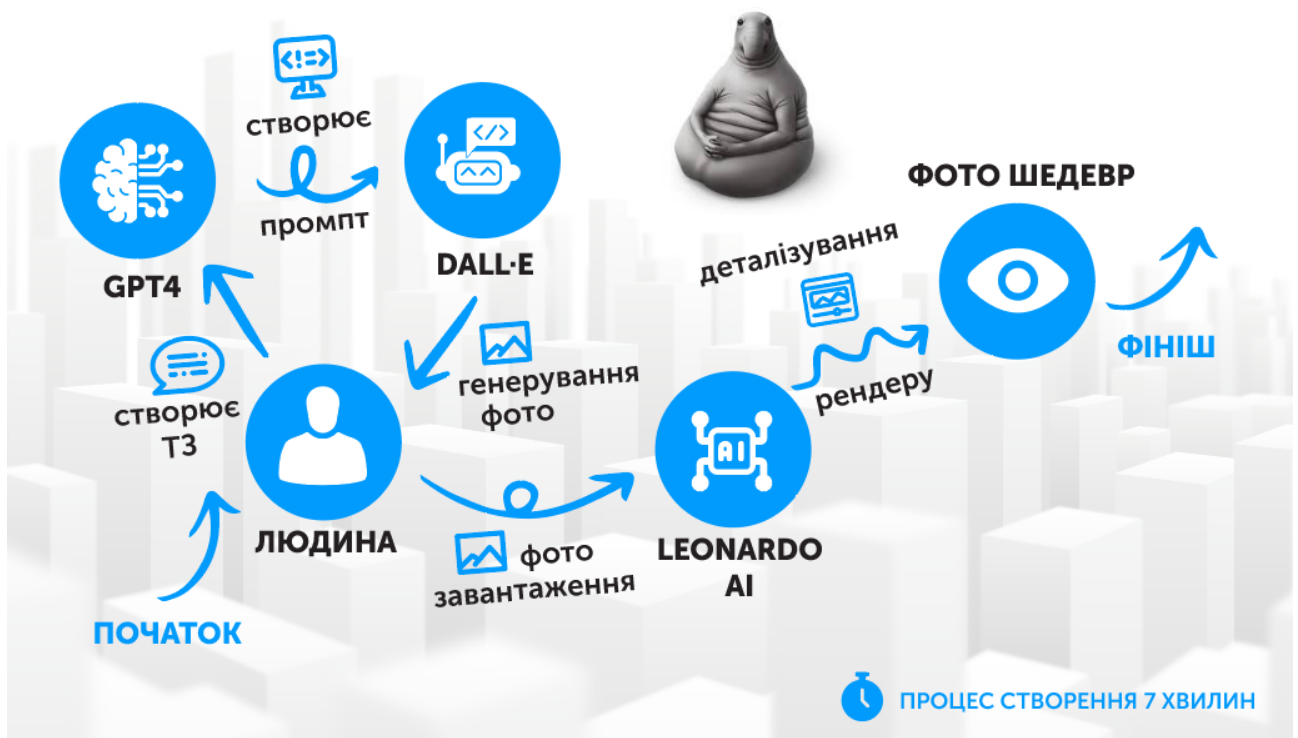 ПОЧАТОК
ЛЮДИНА
створює
ТЗ
GPT4
<!=>
створює
промпт
</>
DALL·E
генерування
фото
фото
завантаження
AI
LEONARDO
AI
деталізування
рендеру
ФОТО ШЕДЕВР
ФІНІШ
ПРОЦЕС СТВОРЕННЯ 7 ХВИЛИН